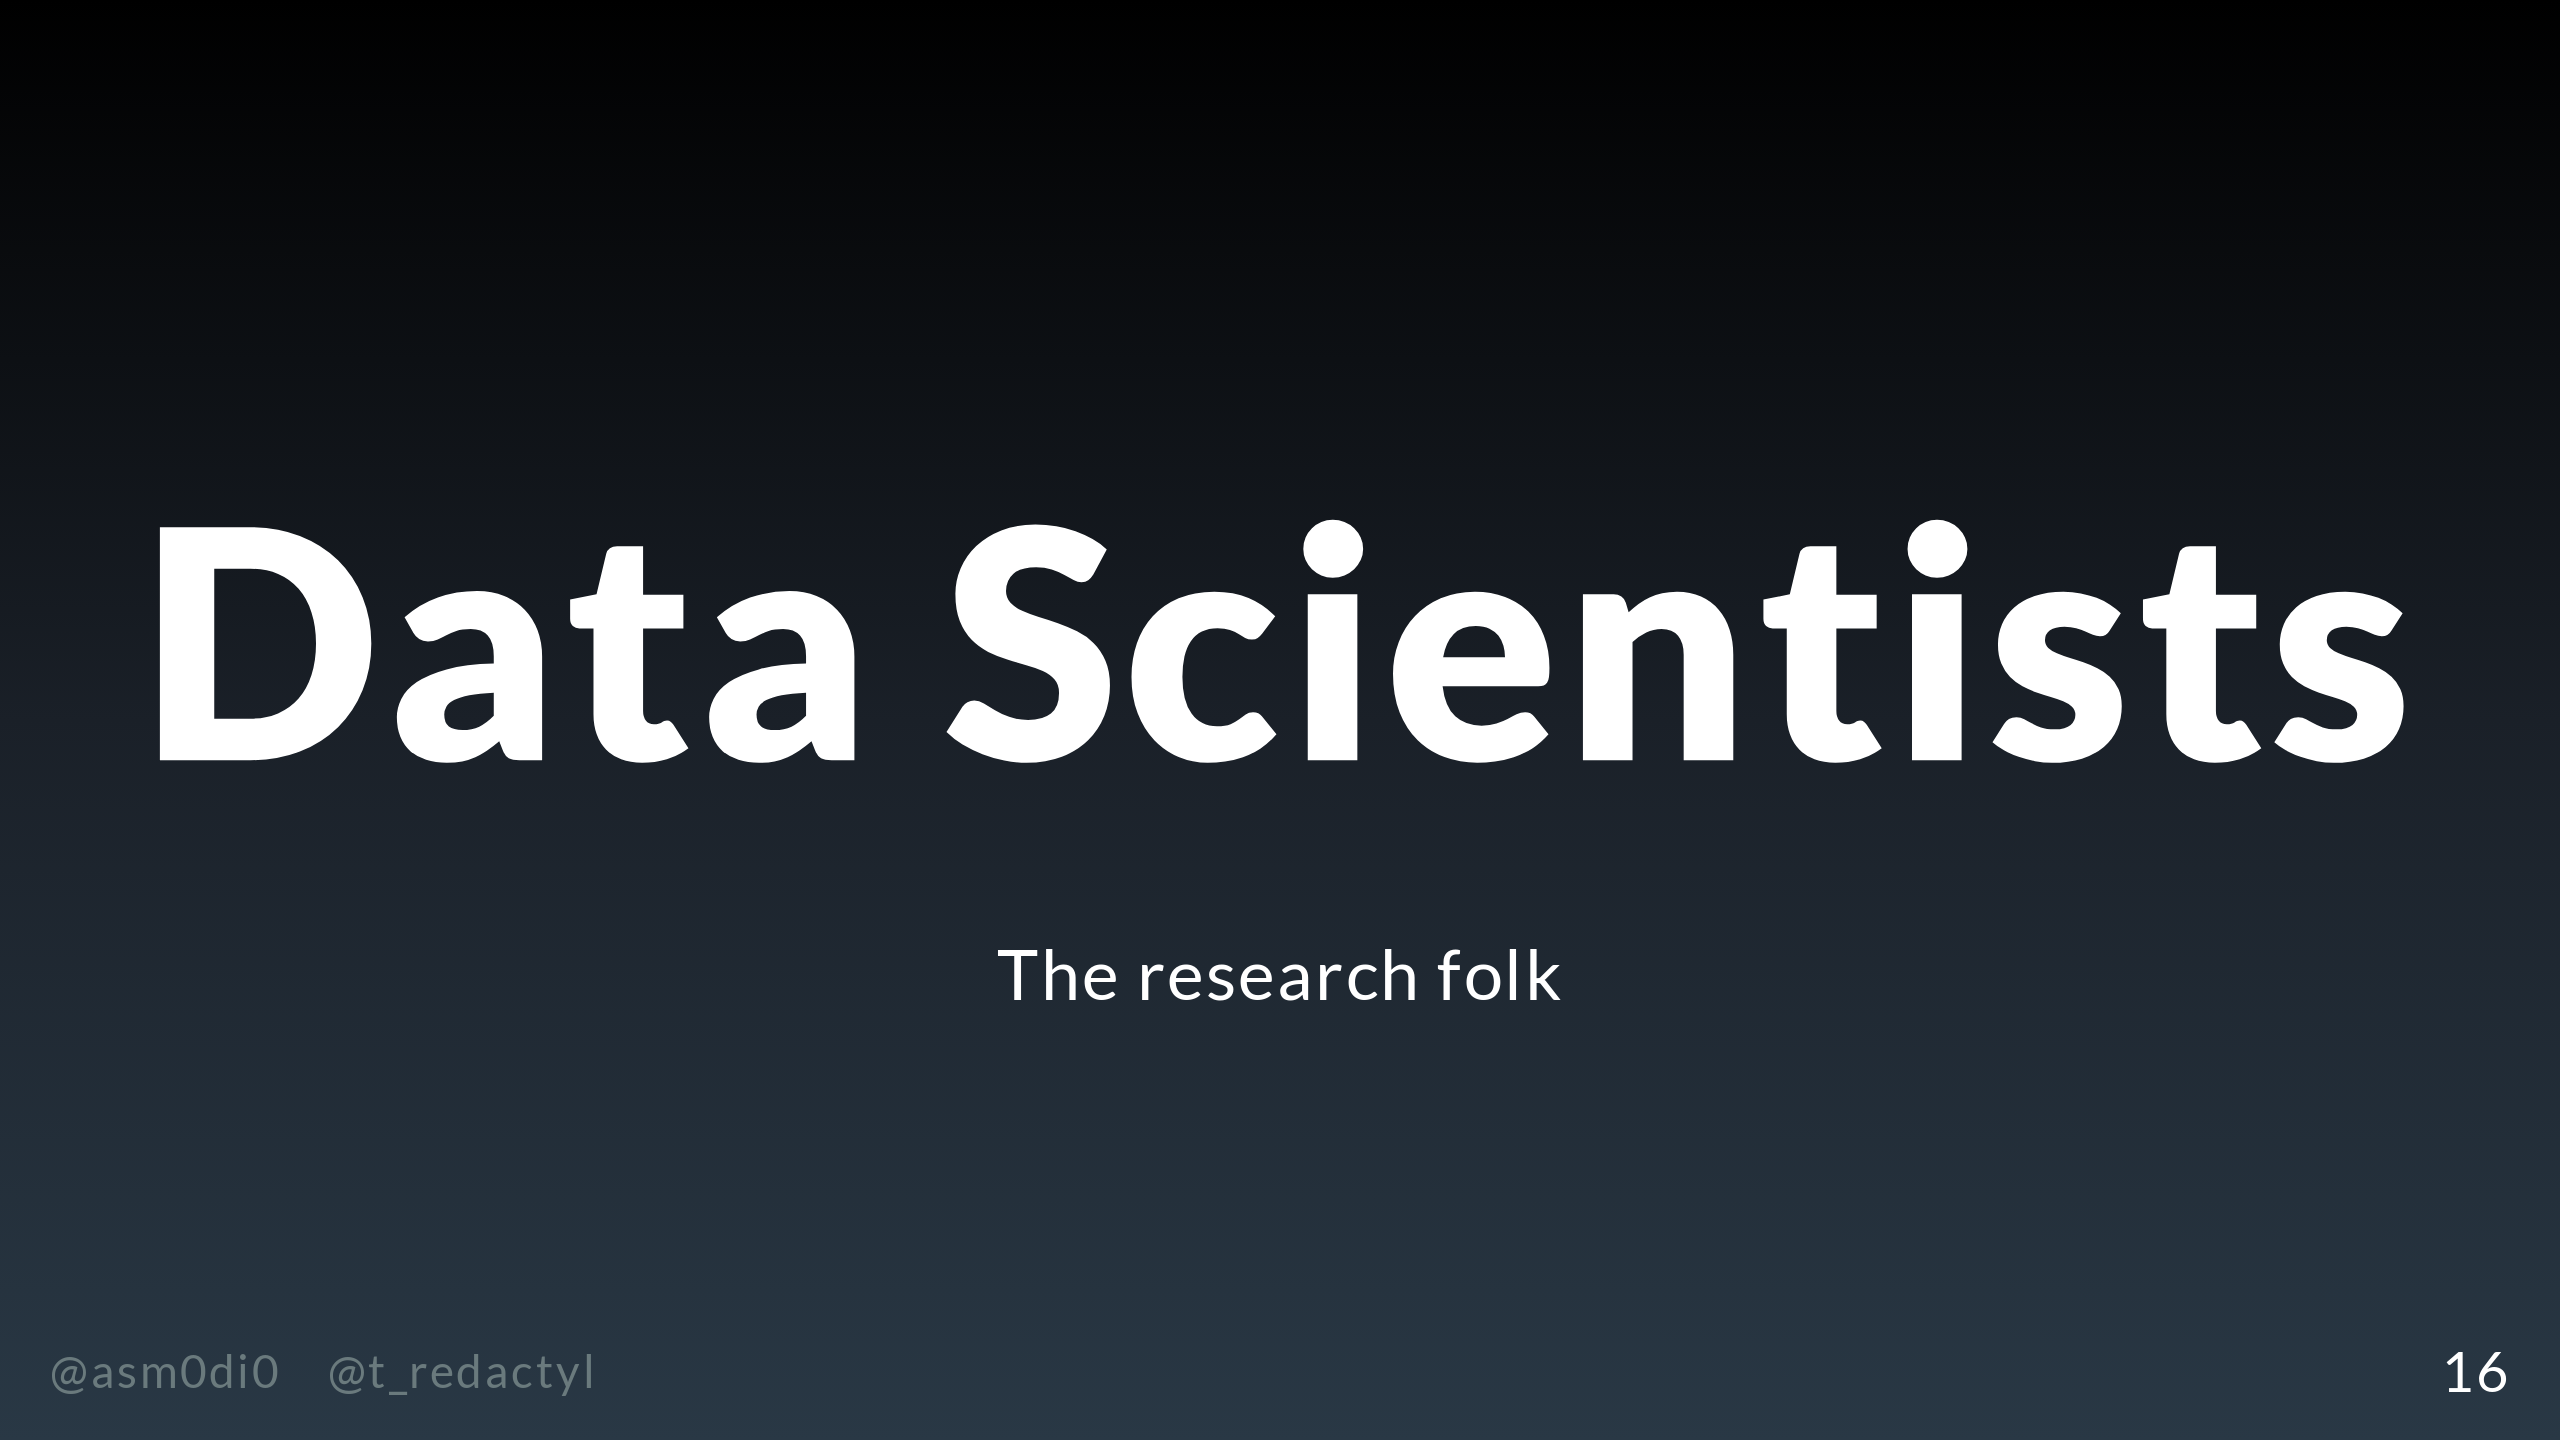 Data Scientists
The research folk
@asm0di0 @t_redactyl
16